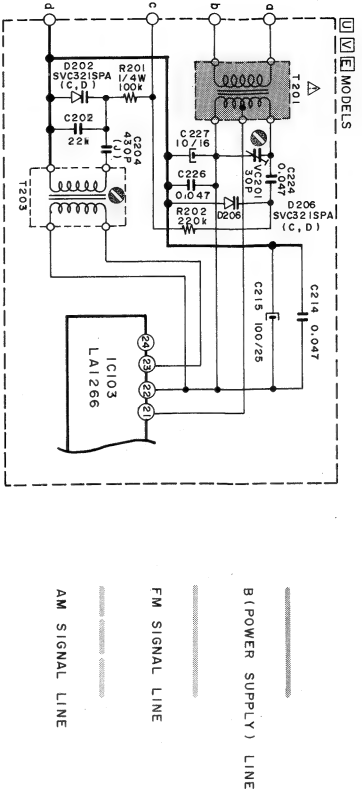 U V E MODELS
d
c
b
a
D202
SVC321SPA
(C,D)
R201
1/4W
100k
T201
C202
22k
C204
430P
(J)
T203
C227
10/16
C226
0.047
VC201
30P
C224
0.047
R202
220k
D206
D206
SVC321SPA
(C,D)
C215
100/25
C214
0.047
IC103
LA1266
24
23
22
21
B (POWER SUPPLY) LINE
FM SIGNAL LINE
AM SIGNAL LINE